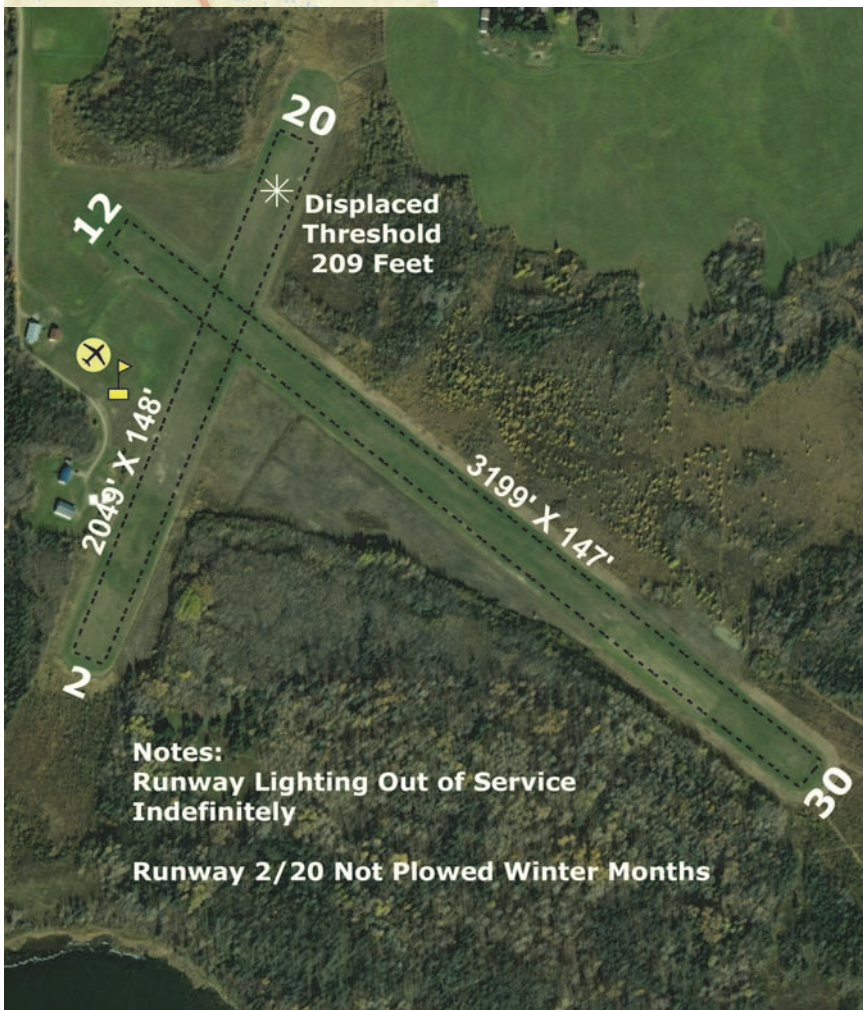 20
12
Displaced
Threshold
209 Feet
2049' X 148'
3199' X 147'
2
30
Notes:
Runway Lighting Out of Service
Indefinitely
Runway 2/20 Not Plowed Winter Months